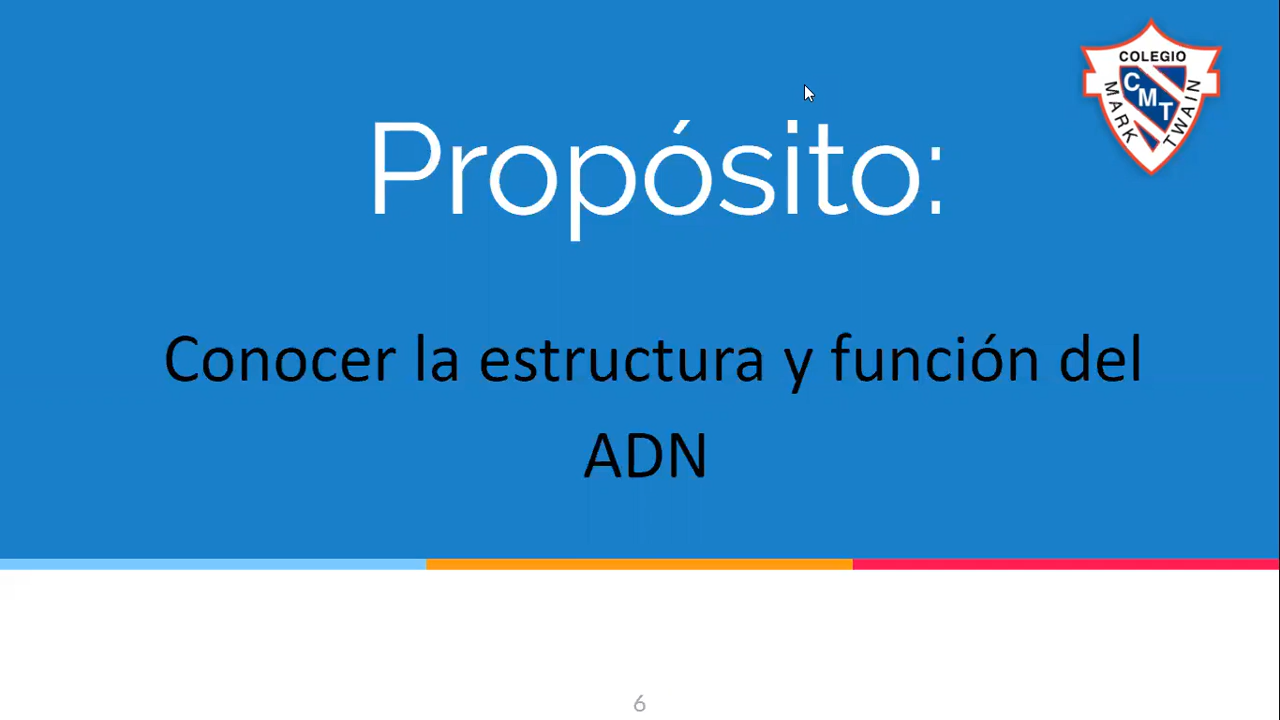 COLEGIO
CMT
MARK TWAIN
Propósito:
Conocer la estructura y función del
ADN
6